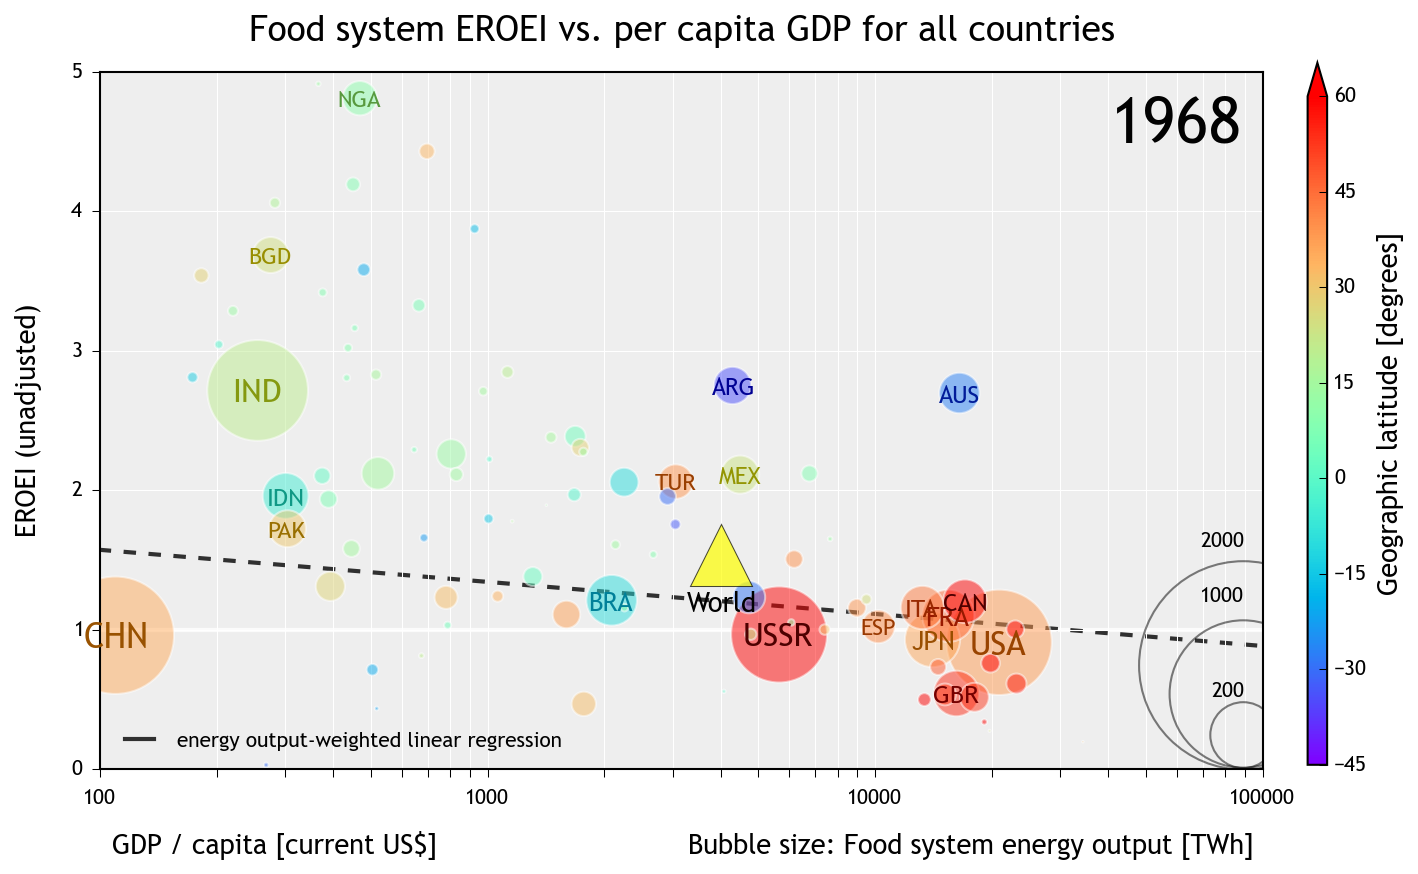 Food system EROEI vs. per capita GDP for all countries
1968
5
4
3
2
1
0
EROEI (unadjusted)
NGA
BGD
IND
ARG
AUS
IDN
PAK
TUR
MEX
World
BRA
CHN
USSR
ITA
FRA
CAN
ESP
JPN
USA
GBR
2000
1000
200
energy output-weighted linear regression
100
1000
10000
100000
GDP / capita [current US$]
Bubble size: Food system energy output [TWh]
60
45
30
15
0
−15
−30
−45
Geographic latitude [degrees]